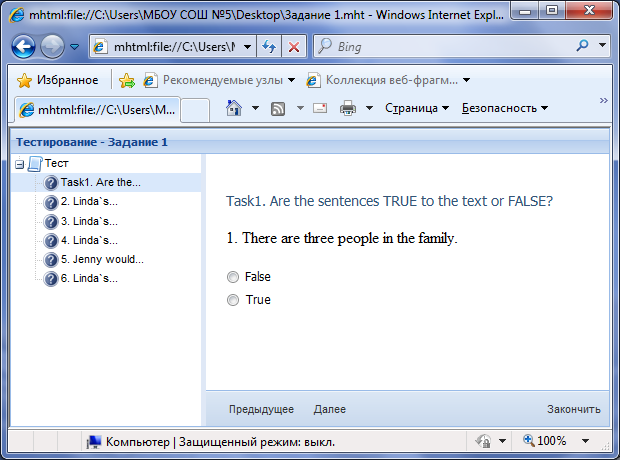 mhtml:file://C:\Users\МБОУ СОШ №5\Desktop\Задание 1.mht - Windows Internet Expl...
mhtml:file://C:\Users\М
Bing
Избранное
Рекомендуемые узлы
Коллекция веб-фрагм...
mhtml:file://C:\Users\М...
Страница
Безопасность
»
Тестирование - Задание 1
Тест
Task1. Are the...
2. Linda`s...
3. Linda`s...
4. Linda`s...
5. Jenny would...
6. Linda`s...
Task1. Are the sentences TRUE to the text or FALSE?
1. There are three people in the family.
False
True
Предыдущее Далее Закончить
Компьютер | Защищенный режим: выкл.
100%